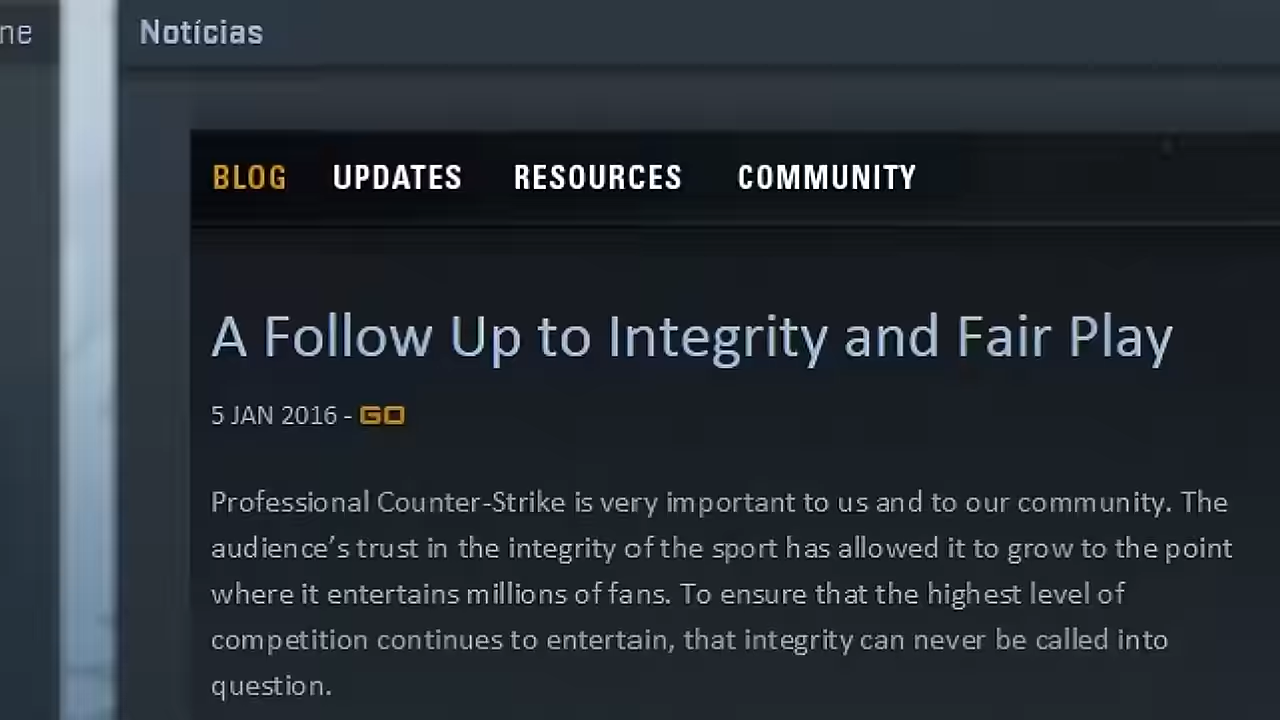 ne
Notícias
BLOG UPDATES RESOURCES COMMUNITY
A Follow Up to Integrity and Fair Play
5 JAN 2016 - GO
Professional Counter-Strike is very important to us and to our community. The
audience’s trust in the integrity of the sport has allowed it to grow to the point
where it entertains millions of fans. To ensure that the highest level of
competition continues to entertain, that integrity can never be called into
question.